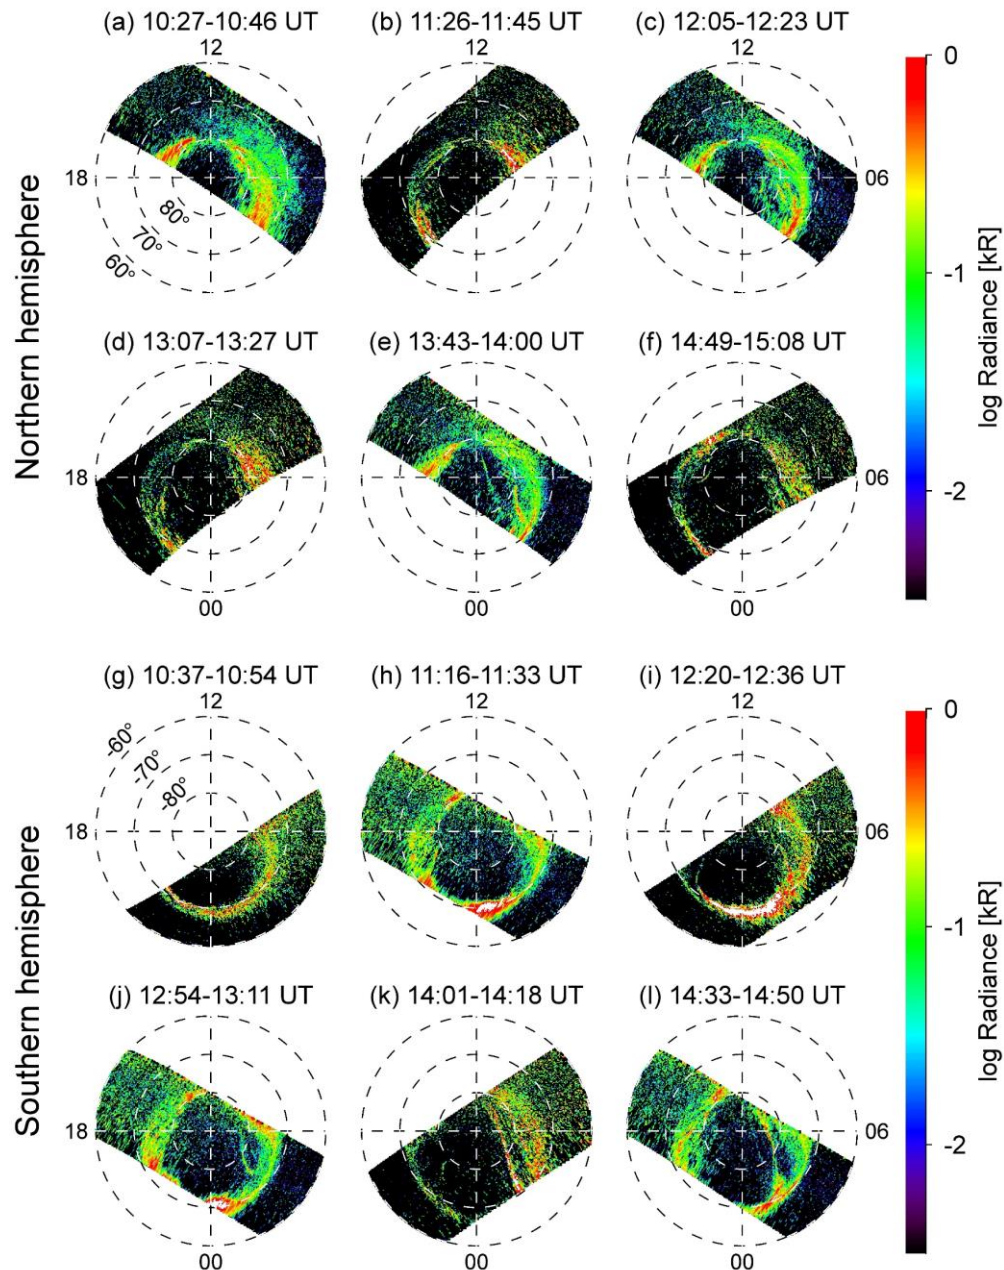 (a) 10:27-10:46 UT (b) 11:26-11:45 UT (c) 12:05-12:23 UT
12 12 12
18 06
80°
70°
60°
(d) 13:07-13:27 UT (e) 13:43-14:00 UT (f) 14:49-15:08 UT
18 06
00 00 00
Northern hemisphere
0
-1
-2
log Radiance [kR]
(g) 10:37-10:54 UT (h) 11:16-11:33 UT (i) 12:20-12:36 UT
12 12 12
-60°
-70°
-80°
18 06
(j) 12:54-13:11 UT (k) 14:01-14:18 UT (l) 14:33-14:50 UT
18 06
00 00 00
Southern hemisphere
0
-1
-2
log Radiance [kR]